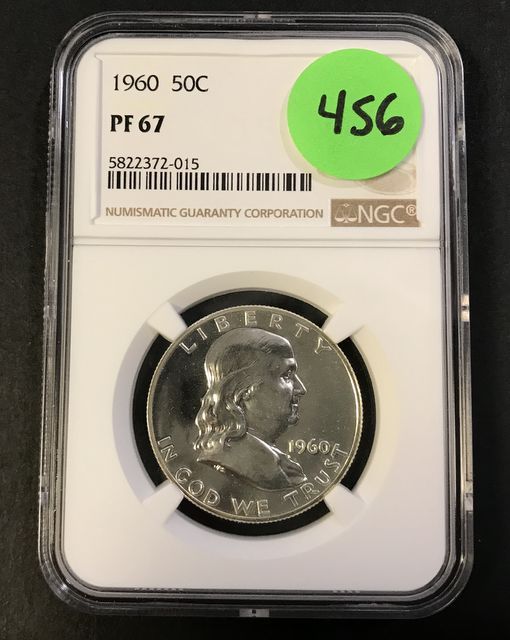 1960 50C
PF 67
5822372-015
NUMISMATIC GUARANTY CORPORATION
NGC®
456
LIBERTY
1960
IN GOD WE TRUST